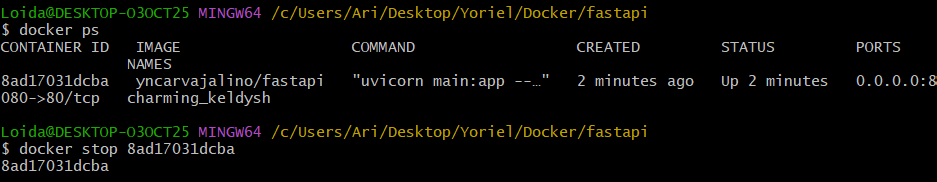 Loida@DESKTOP-O3OCT25 MINGW64 /c/Users/Ari/Desktop/Yoriel/Docker/fastapi
$ docker ps
CONTAINER ID   IMAGE                   COMMAND                  CREATED         STATUS         PORTS
               NAMES
8ad17031dcba   yncarvajalino/fastapi   "uvicorn main:app --…"   2 minutes ago   Up 2 minutes   0.0.0.0:8
080->80/tcp   charming_keldysh

Loida@DESKTOP-O3OCT25 MINGW64 /c/Users/Ari/Desktop/Yoriel/Docker/fastapi
$ docker stop 8ad17031dcba
8ad17031dcba